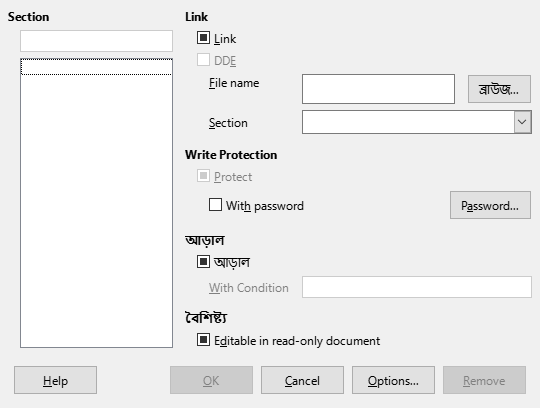 Section
Link
Link
DDE
File name
ব্রাউজ...
Section
Write Protection
Protect
With password
Password...
আড়াল
আড়াল
With Condition
বৈশিষ্ট্য
Editable in read-only document
Help
OK
Cancel
Options...
Remove